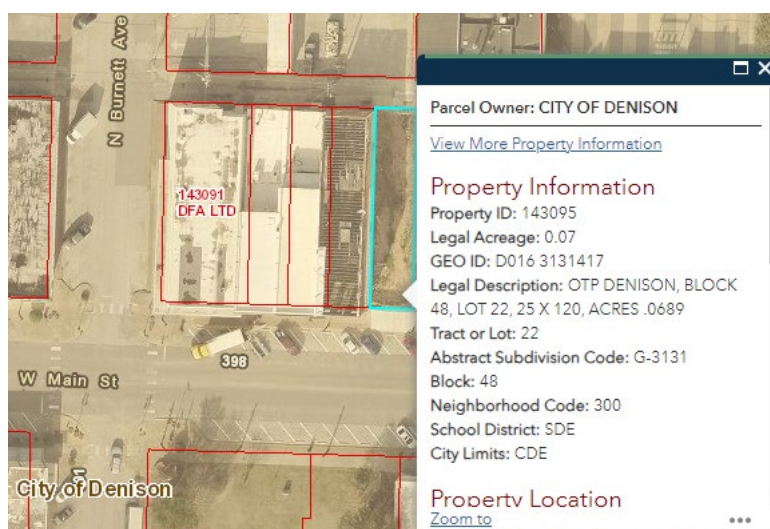 N Burnett Ave
143091
DFA LTD
398
W Main St
City of Denison
Parcel Owner: CITY OF DENISON
View More Property Information
Property Information
Property ID: 143095
Legal Acreage: 0.07
GEO ID: D016 3131417
Legal Description: OTP DENISON, BLOCK
48, LOT 22, 25 X 120, ACRES .0689
Tract or Lot: 22
Abstract Subdivision Code: G-3131
Block: 48
Neighborhood Code: 300
School District: SDE
City Limits: CDE
Property Location
Zoom to